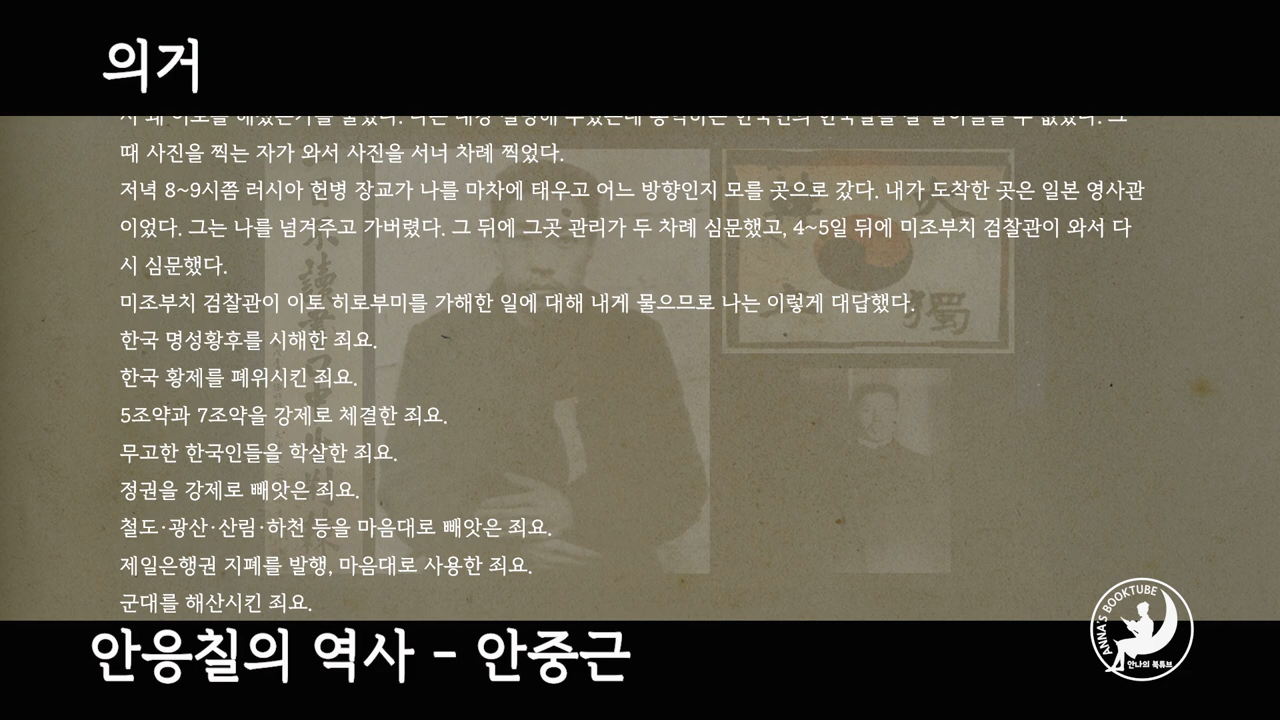 의거
때 사진을 찍는 자가 와서 사진을 서너 차례 찍었다.
저녁 8~9시쯤 러시아 헌병 장교가 나를 마차에 태우고 어느 방향인지 모를 곳으로 갔다. 내가 도착한 곳은 일본 영사관
이었다. 그는 나를 넘겨주고 가버렸다. 그 뒤에 그곳 관리가 두 차례 심문했고, 4~5일 뒤에 미조부치 검찰관이 와서 다
시 심문했다.
미조부치 검찰관이 이토 히로부미를 가해한 일에 대해 내게 물으므로 나는 이렇게 대답했다.
한국 명성황후를 시해한 죄요.
한국 황제를 폐위시킨 죄요.
5조약과 7조약을 강제로 체결한 죄요.
무고한 한국인들을 학살한 죄요.
정권을 강제로 빼앗은 죄요.
철도·광산·산림·하천 등을 마음대로 빼앗은 죄요.
제일은행권 지폐를 발행, 마음대로 사용한 죄요.
군대를 해산시킨 죄요.
안응칠의 역사 - 안중근
ANNA'S BOOKTUBE
안나의 북튜브